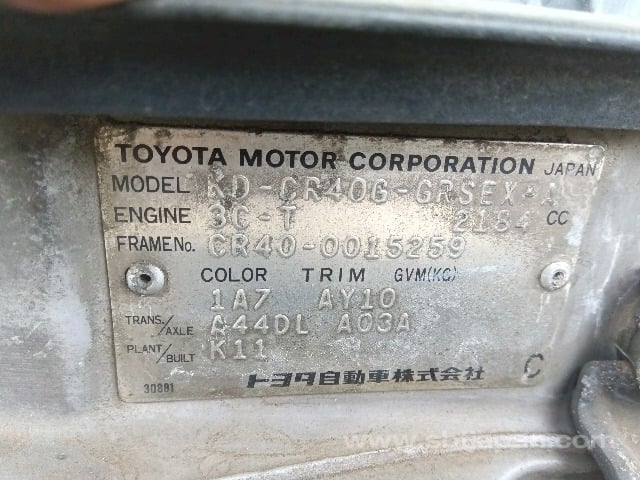 TOYOTA MOTOR CORPORATION JAPAN
MODEL KD-CR40G-GRSEX-A
ENGINE 3C-T 2184 CC
FRAME No. CR40-0015259
COLOR TRIM GVM(KG)
1A7 AY10
TRANS./AXLE A44DL A03A
PLANT/BUILT K11
30881 トヨタ自動車株式会社 C